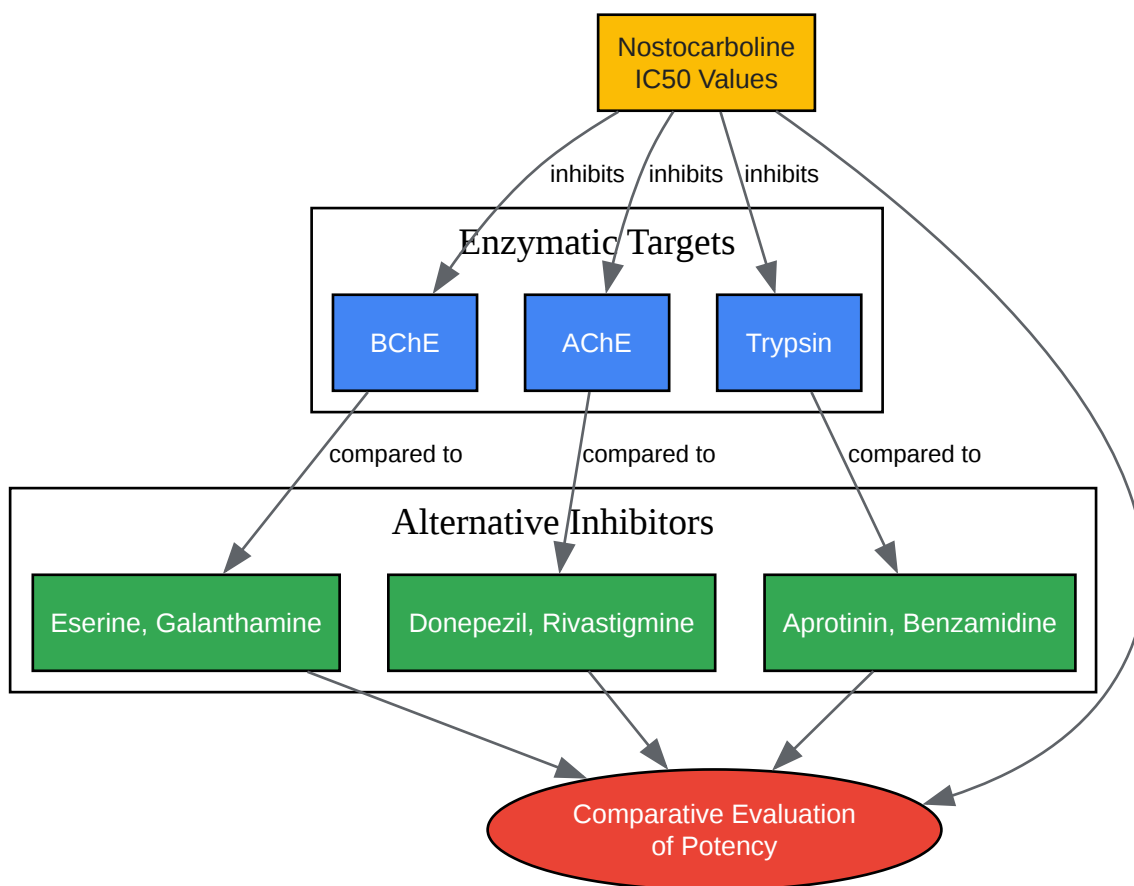 Nostocarboline
IC50 Values
inhibits
inhibits
inhibits
Enzymatic Targets
BChE
AChE
Trypsin
compared to
compared to
compared to
Alternative Inhibitors
Eserine, Galanthamine
Donepezil, Rivastigmine
Aprotinin, Benzamidine
Comparative Evaluation
of Potency